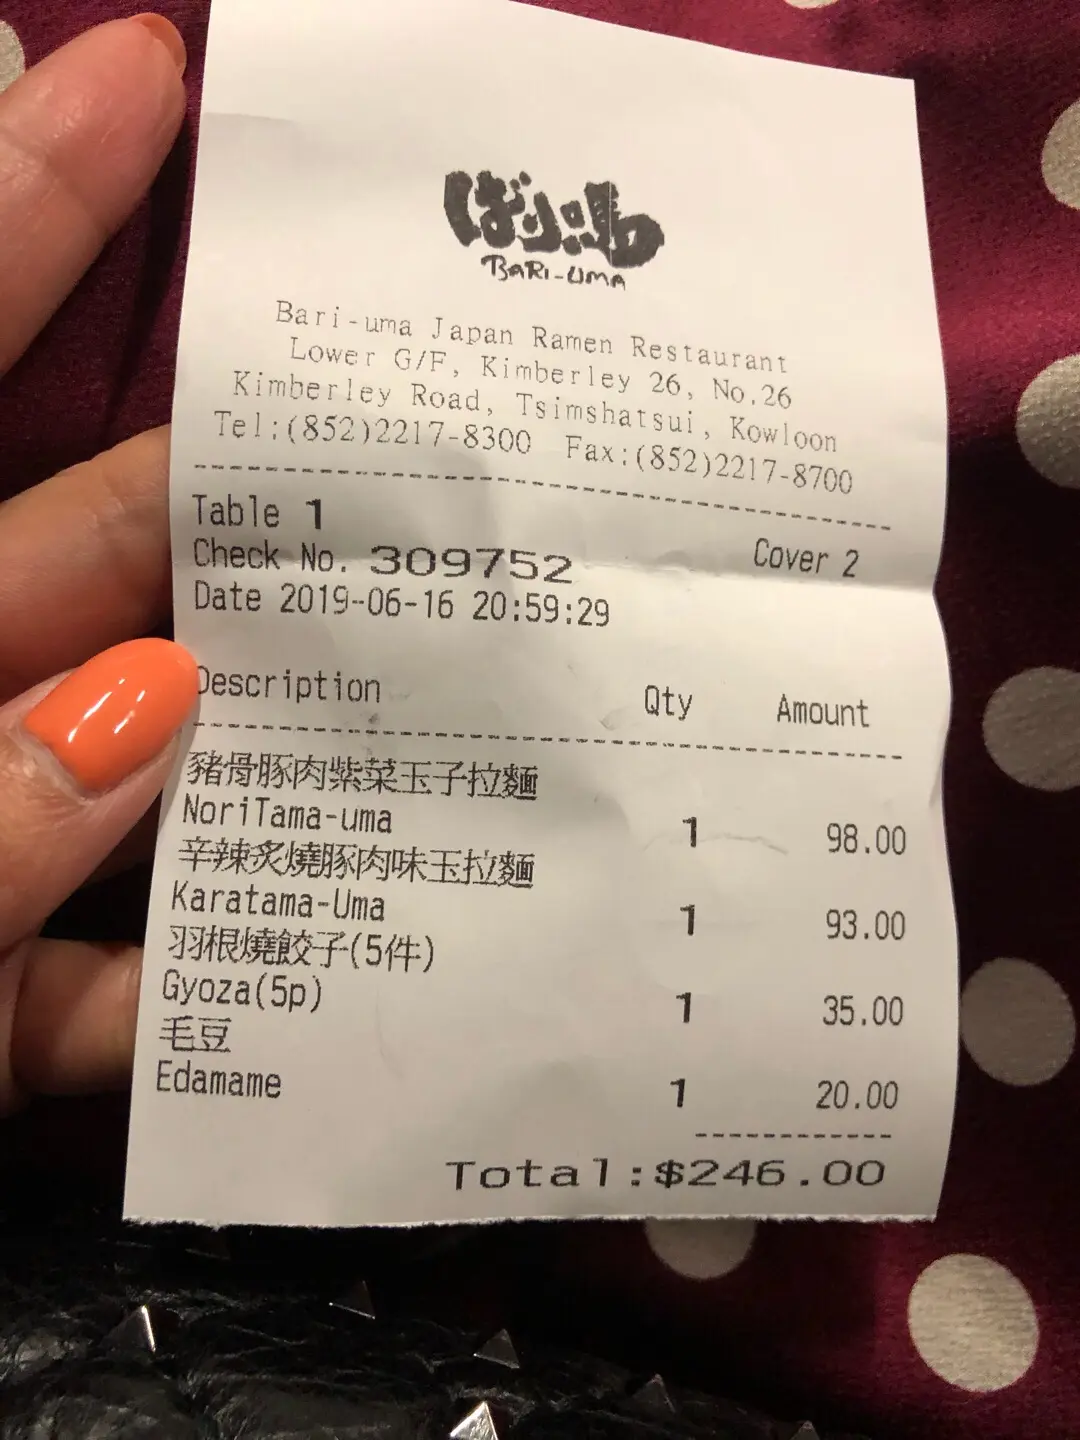 ばり馬
BARI-UMA
Bari-uma Japan Ramen Restaurant
Lower G/F, Kimberley 26, No.26
Kimberley Road, Tsimshatsui, Kowloon
Tel:(852)2217-8300 Fax:(852)2217-8700
Table 1
Cover 2
Check No. 309752
Date 2019-06-16 20:59:29
Description Qty Amount
豬骨豚肉紫菜玉子拉麵
NoriTama-uma 1 98.00
辛辣炙燒豚肉味玉拉麵
Karatama-Uma 1 93.00
羽根燒餃子(5件)
Gyoza(5p) 1 35.00
毛豆
Edamame 1 20.00
Total:$246.00